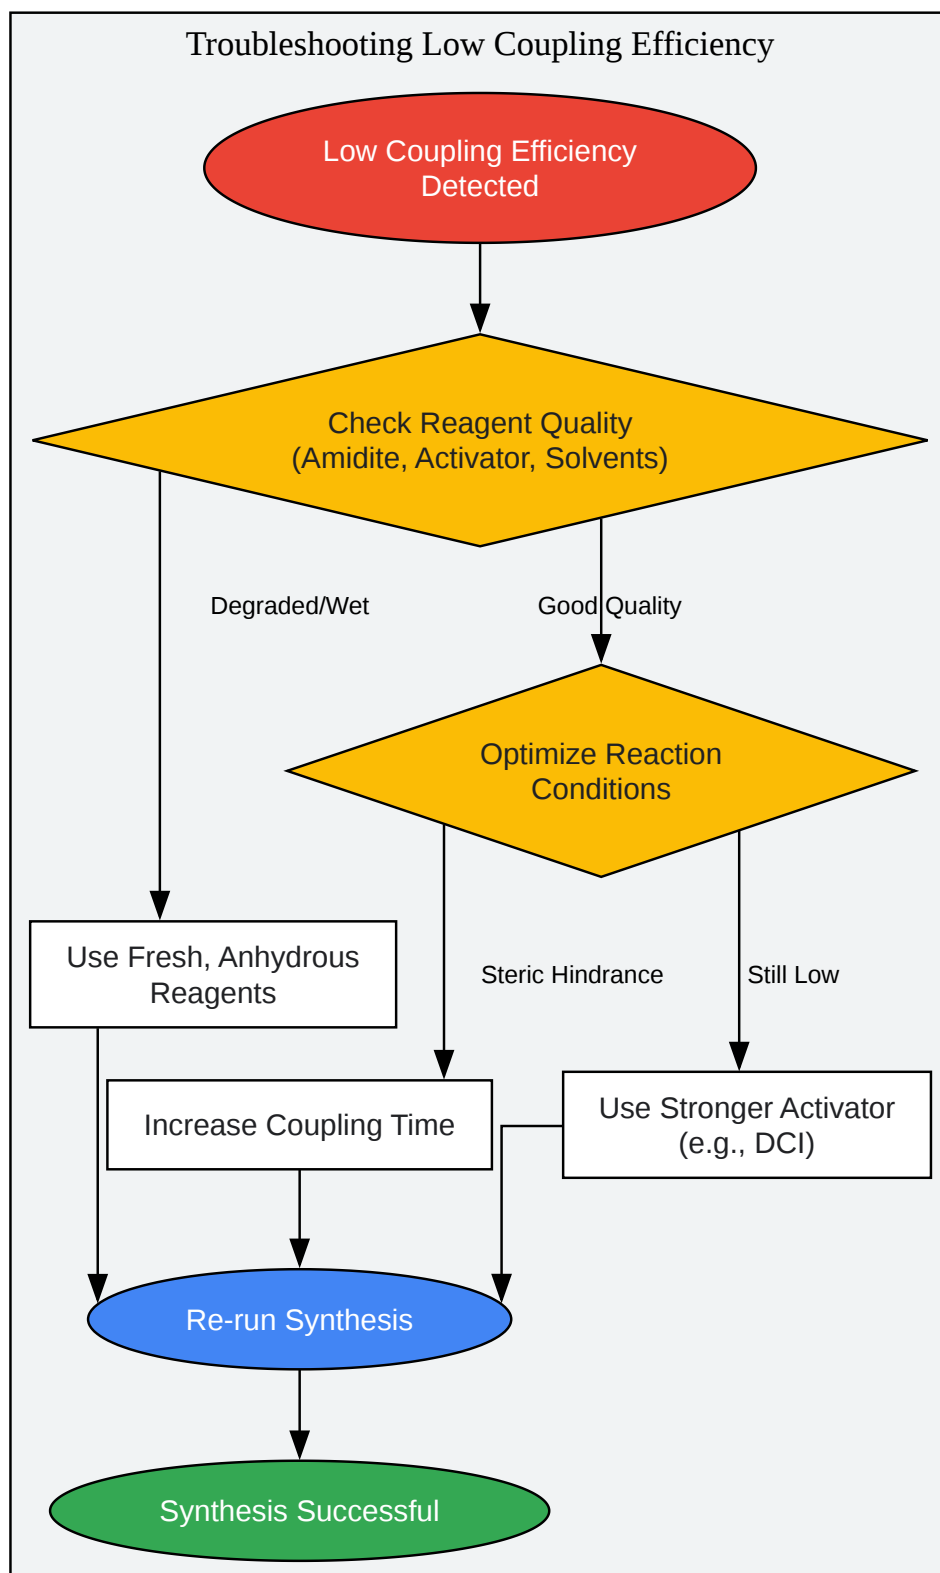 Troubleshooting Low Coupling Efficiency
Low Coupling Efficiency
Detected
Check Reagent Quality
(Amidite, Activator, Solvents)
Degraded/Wet
Good Quality
Optimize Reaction
Conditions
Use Fresh, Anhydrous
Reagents
Steric Hindrance
Still Low
Increase Coupling Time
Use Stronger Activator
(e.g., DCI)
Re-run Synthesis
Synthesis Successful